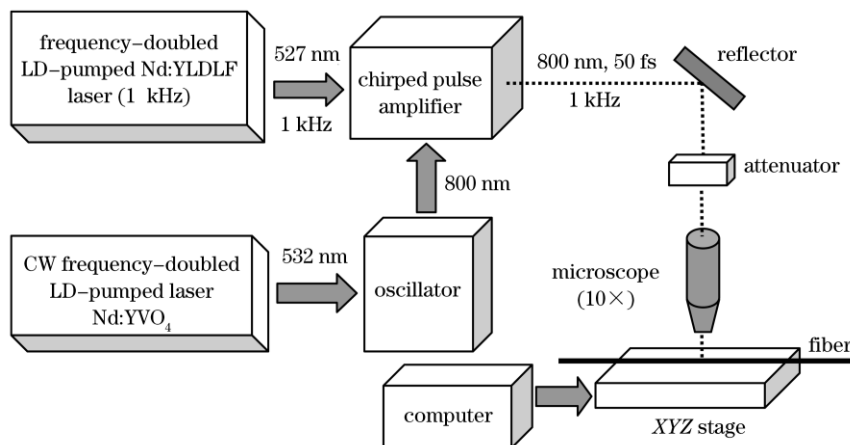 frequency-doubled
LD-pumped Nd:YLDLF
laser (1 kHz)
527 nm
1 kHz
chirped pulse
amplifier
800 nm, 50 fs
1 kHz
reflector
attenuator
800 nm
CW frequency-doubled
LD-pumped laser
Nd:YVO₄
532 nm
oscillator
microscope
(10×)
fiber
computer
XYZ stage